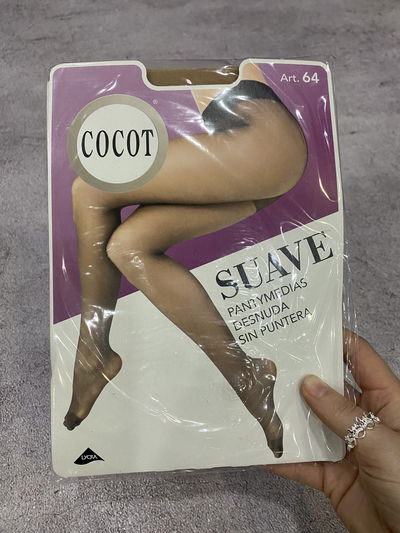 Art. 64
COCOT
®
SUAVE
PANTYMEDIAS
DESNUDA
SIN PUNTERA
LYCRA